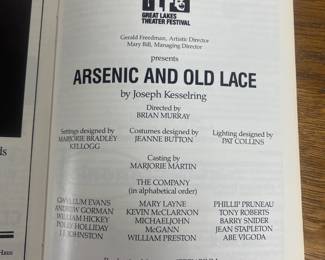 GREAT LAKES
THEATER FESTIVAL
Gerald Freedman, Artistic Director
Mary Bill, Managing Director
presents
ARSENIC AND OLD LACE
by Joseph Kesselring
Directed by
BRIAN MURRAY
Settings designed by
MARJORIE BRADLEY
KELLOGG
Costumes designed by
JEANNE BUTTON
Lighting designed by
PAT COLLINS
Casting by
MARJORIE MARTIN
THE COMPANY
(in alphabetical order)
GWYLLUM EVANS
ANDREW GORMAN
WILLIAM HICKEY
POLLY HOLLIDAY
J.J. JOHNSTON
MARY LAYNE
KEVIN McCLARNON
MICHAELJOHN
McGANN
WILLIAM PRESTON
PHILLIP PRUNEAU
TONY ROBERTS
BARRY SNIDER
JEAN STAPLETON
ABE VIGODA